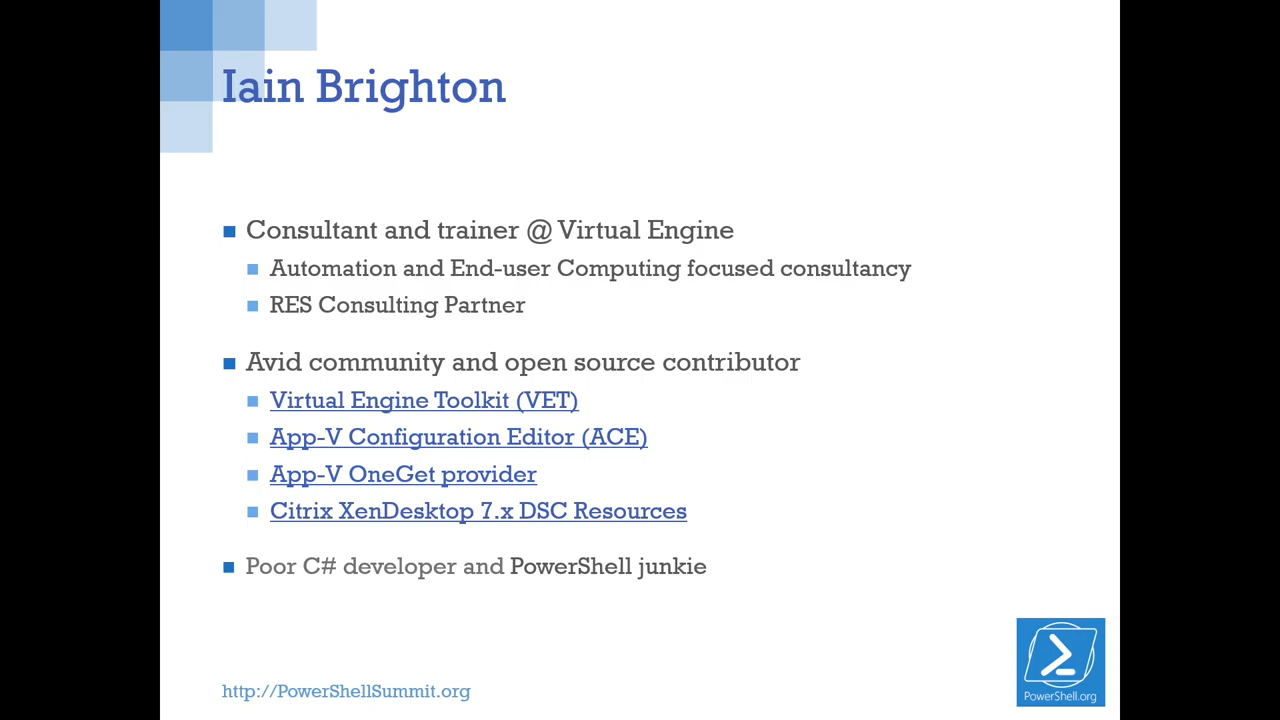 Iain Brighton
Consultant and trainer @ Virtual Engine
Automation and End-user Computing focused consultancy
RES Consulting Partner
Avid community and open source contributor
Virtual Engine Toolkit (VET)
App-V Configuration Editor (ACE)
App-V OneGet provider
Citrix XenDesktop 7.x DSC Resources
Poor C# developer and PowerShell junkie
http://PowerShellSummit.org
PowerShell.org